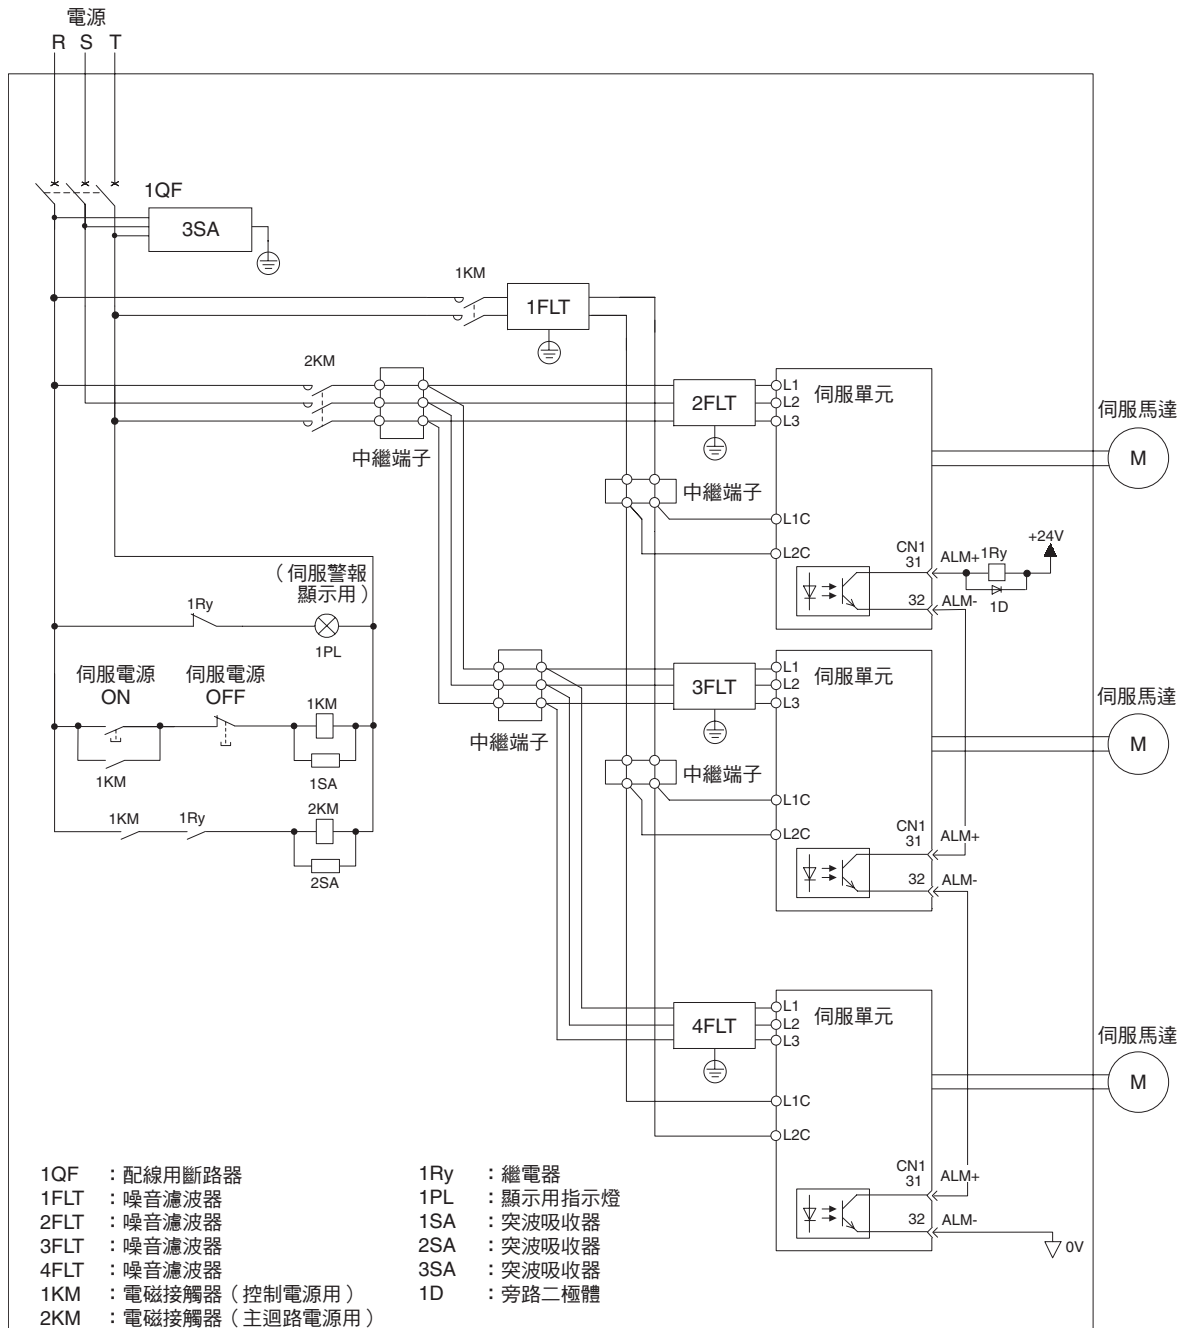 電源
R S T
1QF
3SA
1KM
1FLT
2KM
中繼端子
2FLT
L1
L2
L3
伺服單元
伺服馬達
M
中繼端子
L1C
L2C
CN1
31
ALM+
1Ry
+24V
1D
32
ALM-
(伺服警報
顯示用)
1Ry
1PL
伺服電源
ON
伺服電源
OFF
1KM
1KM
1SA
1KM
1Ry
2KM
2SA
中繼端子
3FLT
L1
L2
L3
伺服單元
伺服馬達
M
中繼端子
L1C
L2C
CN1
31
ALM+
32
ALM-
4FLT
L1
L2
L3
伺服單元
伺服馬達
M
L1C
L2C
CN1
31
ALM+
32
ALM-
0V
1QF :配線用斷路器
1FLT :噪音濾波器
2FLT :噪音濾波器
3FLT :噪音濾波器
4FLT :噪音濾波器
1KM :電磁接觸器(控制電源用)
2KM :電磁接觸器(主迴路電源用)
1Ry :繼電器
1PL :顯示用指示燈
1SA :突波吸收器
2SA :突波吸收器
3SA :突波吸收器
1D :旁路二極體